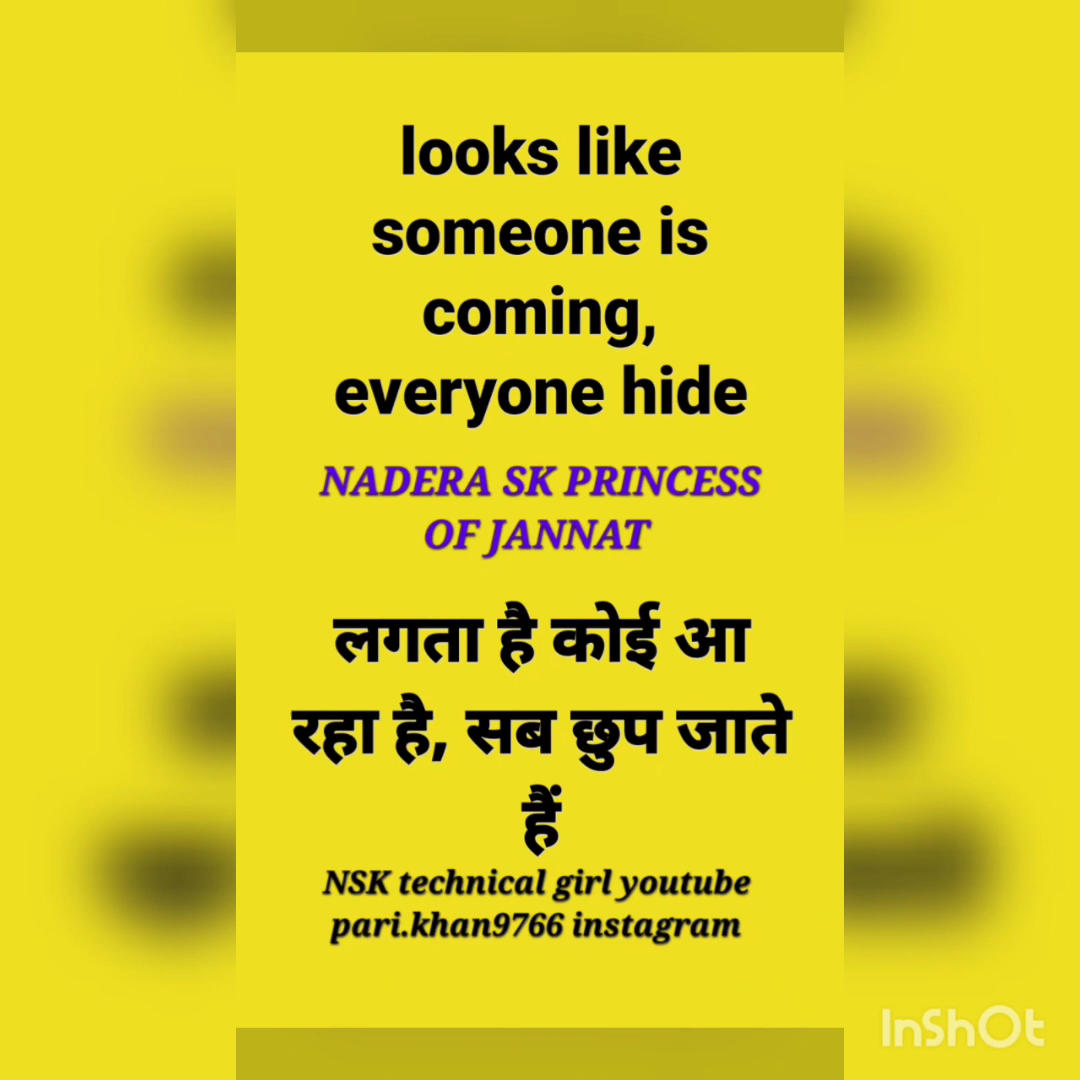 looks like
someone is
coming,
everyone hide
NADERA SK PRINCESS
OF JANNAT
लगता है कोई आ
रहा है, सब छुप जाते
हैं
NSK technical girl youtube
pari.khan9766 instagram
InShOt